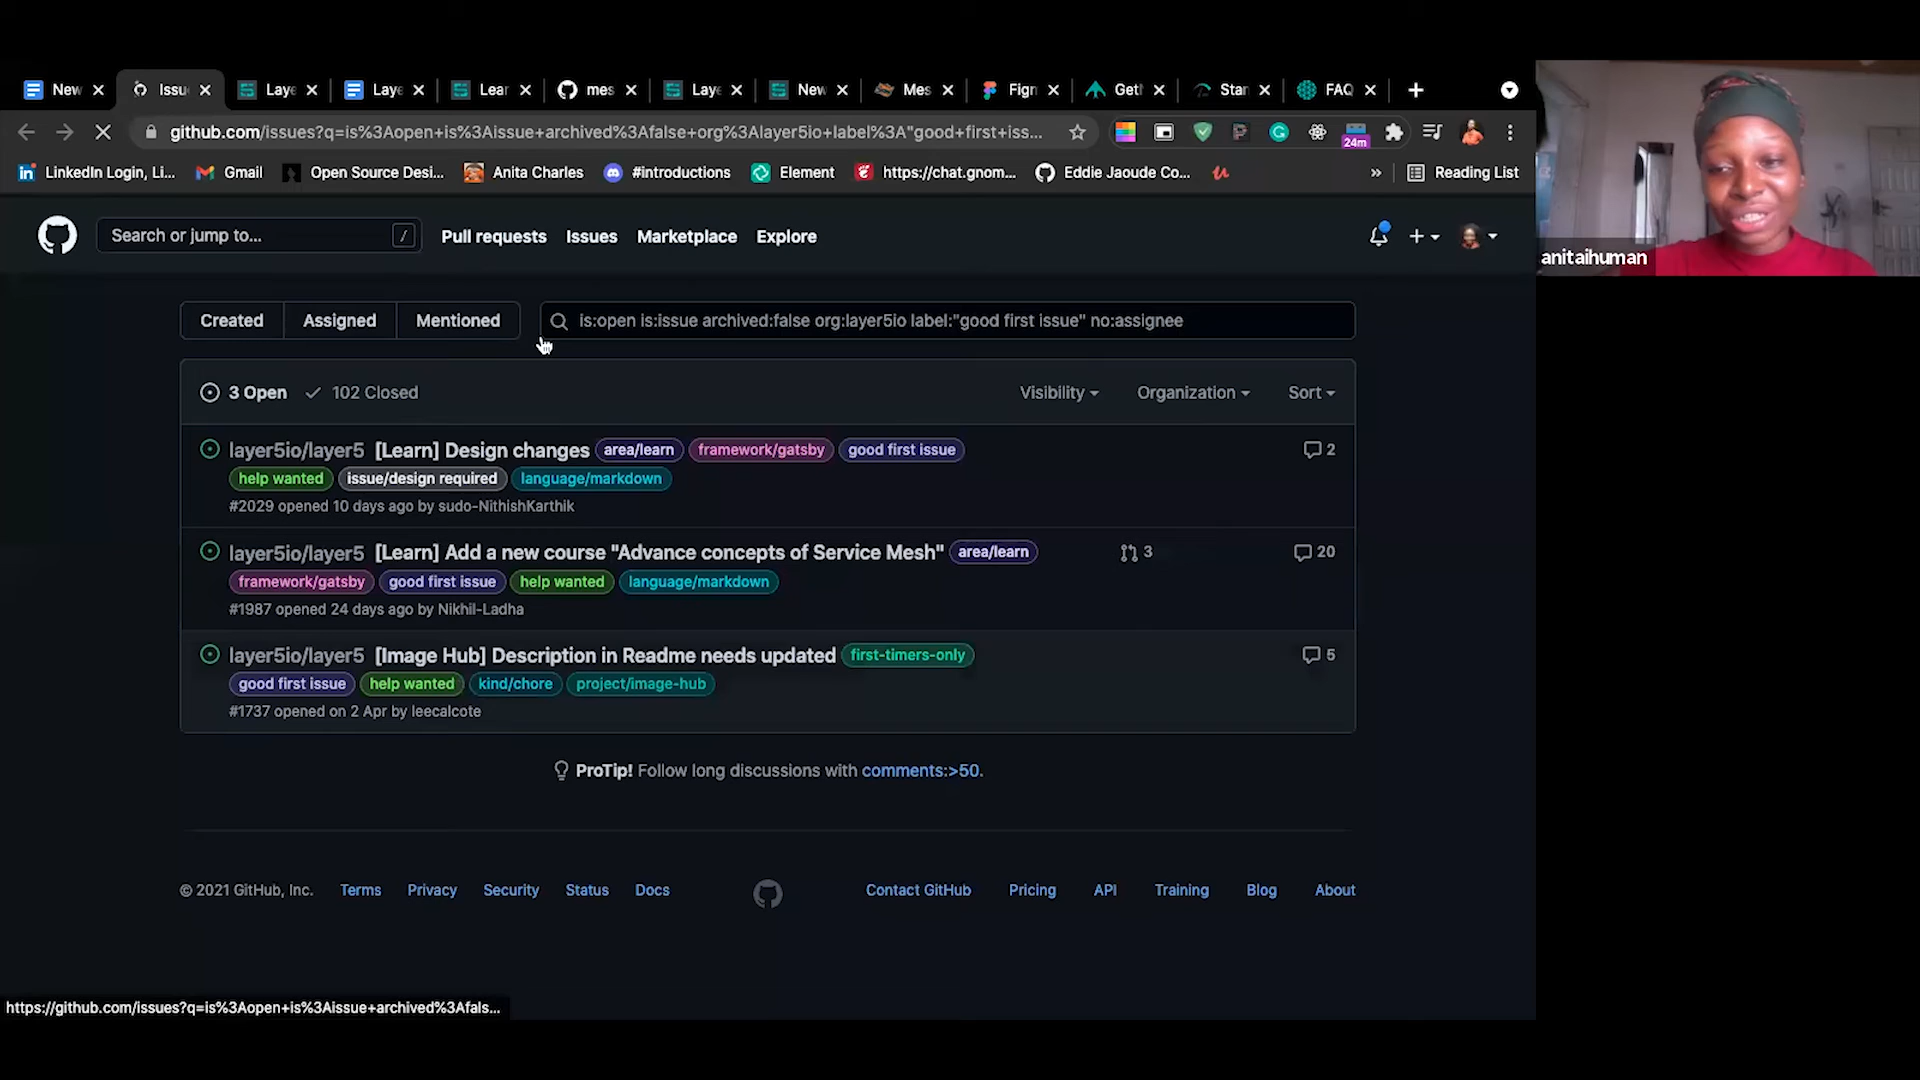 New
Issu
Laye
Laye
Lear
mes
Laye
New
Mes
Figm
Get
Star
FAQ
github.com/issues?q=is%3Aopen+is%3Aissue+archived%3Afalse+org%3Alayer5io+label%3A"good+first+iss...
24m
LinkedIn Login, Li...
Gmail
Open Source Desi...
Anita Charles
#introductions
Element
https://chat.gnom...
Eddie Jaoude Co...
»
Reading List
Search or jump to...
/
Pull requests
Issues
Marketplace
Explore
anitaihuman
Created
Assigned
Mentioned
is:open is:issue archived:false org:layer5io label:"good first issue" no:assignee
3 Open
102 Closed
Visibility
Organization
Sort
layer5io/layer5 [Learn] Design changes area/learn framework/gatsby good first issue
2
help wanted issue/design required language/markdown
#2029 opened 10 days ago by sudo-NithishKarthik
layer5io/layer5 [Learn] Add a new course "Advance concepts of Service Mesh" area/learn
3
20
framework/gatsby good first issue help wanted language/markdown
#1987 opened 24 days ago by Nikhil-Ladha
layer5io/layer5 [Image Hub] Description in Readme needs updated first-timers-only
5
good first issue help wanted kind/chore project/image-hub
#1737 opened on 2 Apr by leecalcote
ProTip! Follow long discussions with comments:>50.
© 2021 GitHub, Inc.
Terms
Privacy
Security
Status
Docs
Contact GitHub
Pricing
API
Training
Blog
About
https://github.com/issues?q=is%3Aopen+is%3Aissue+archived%3Afals...